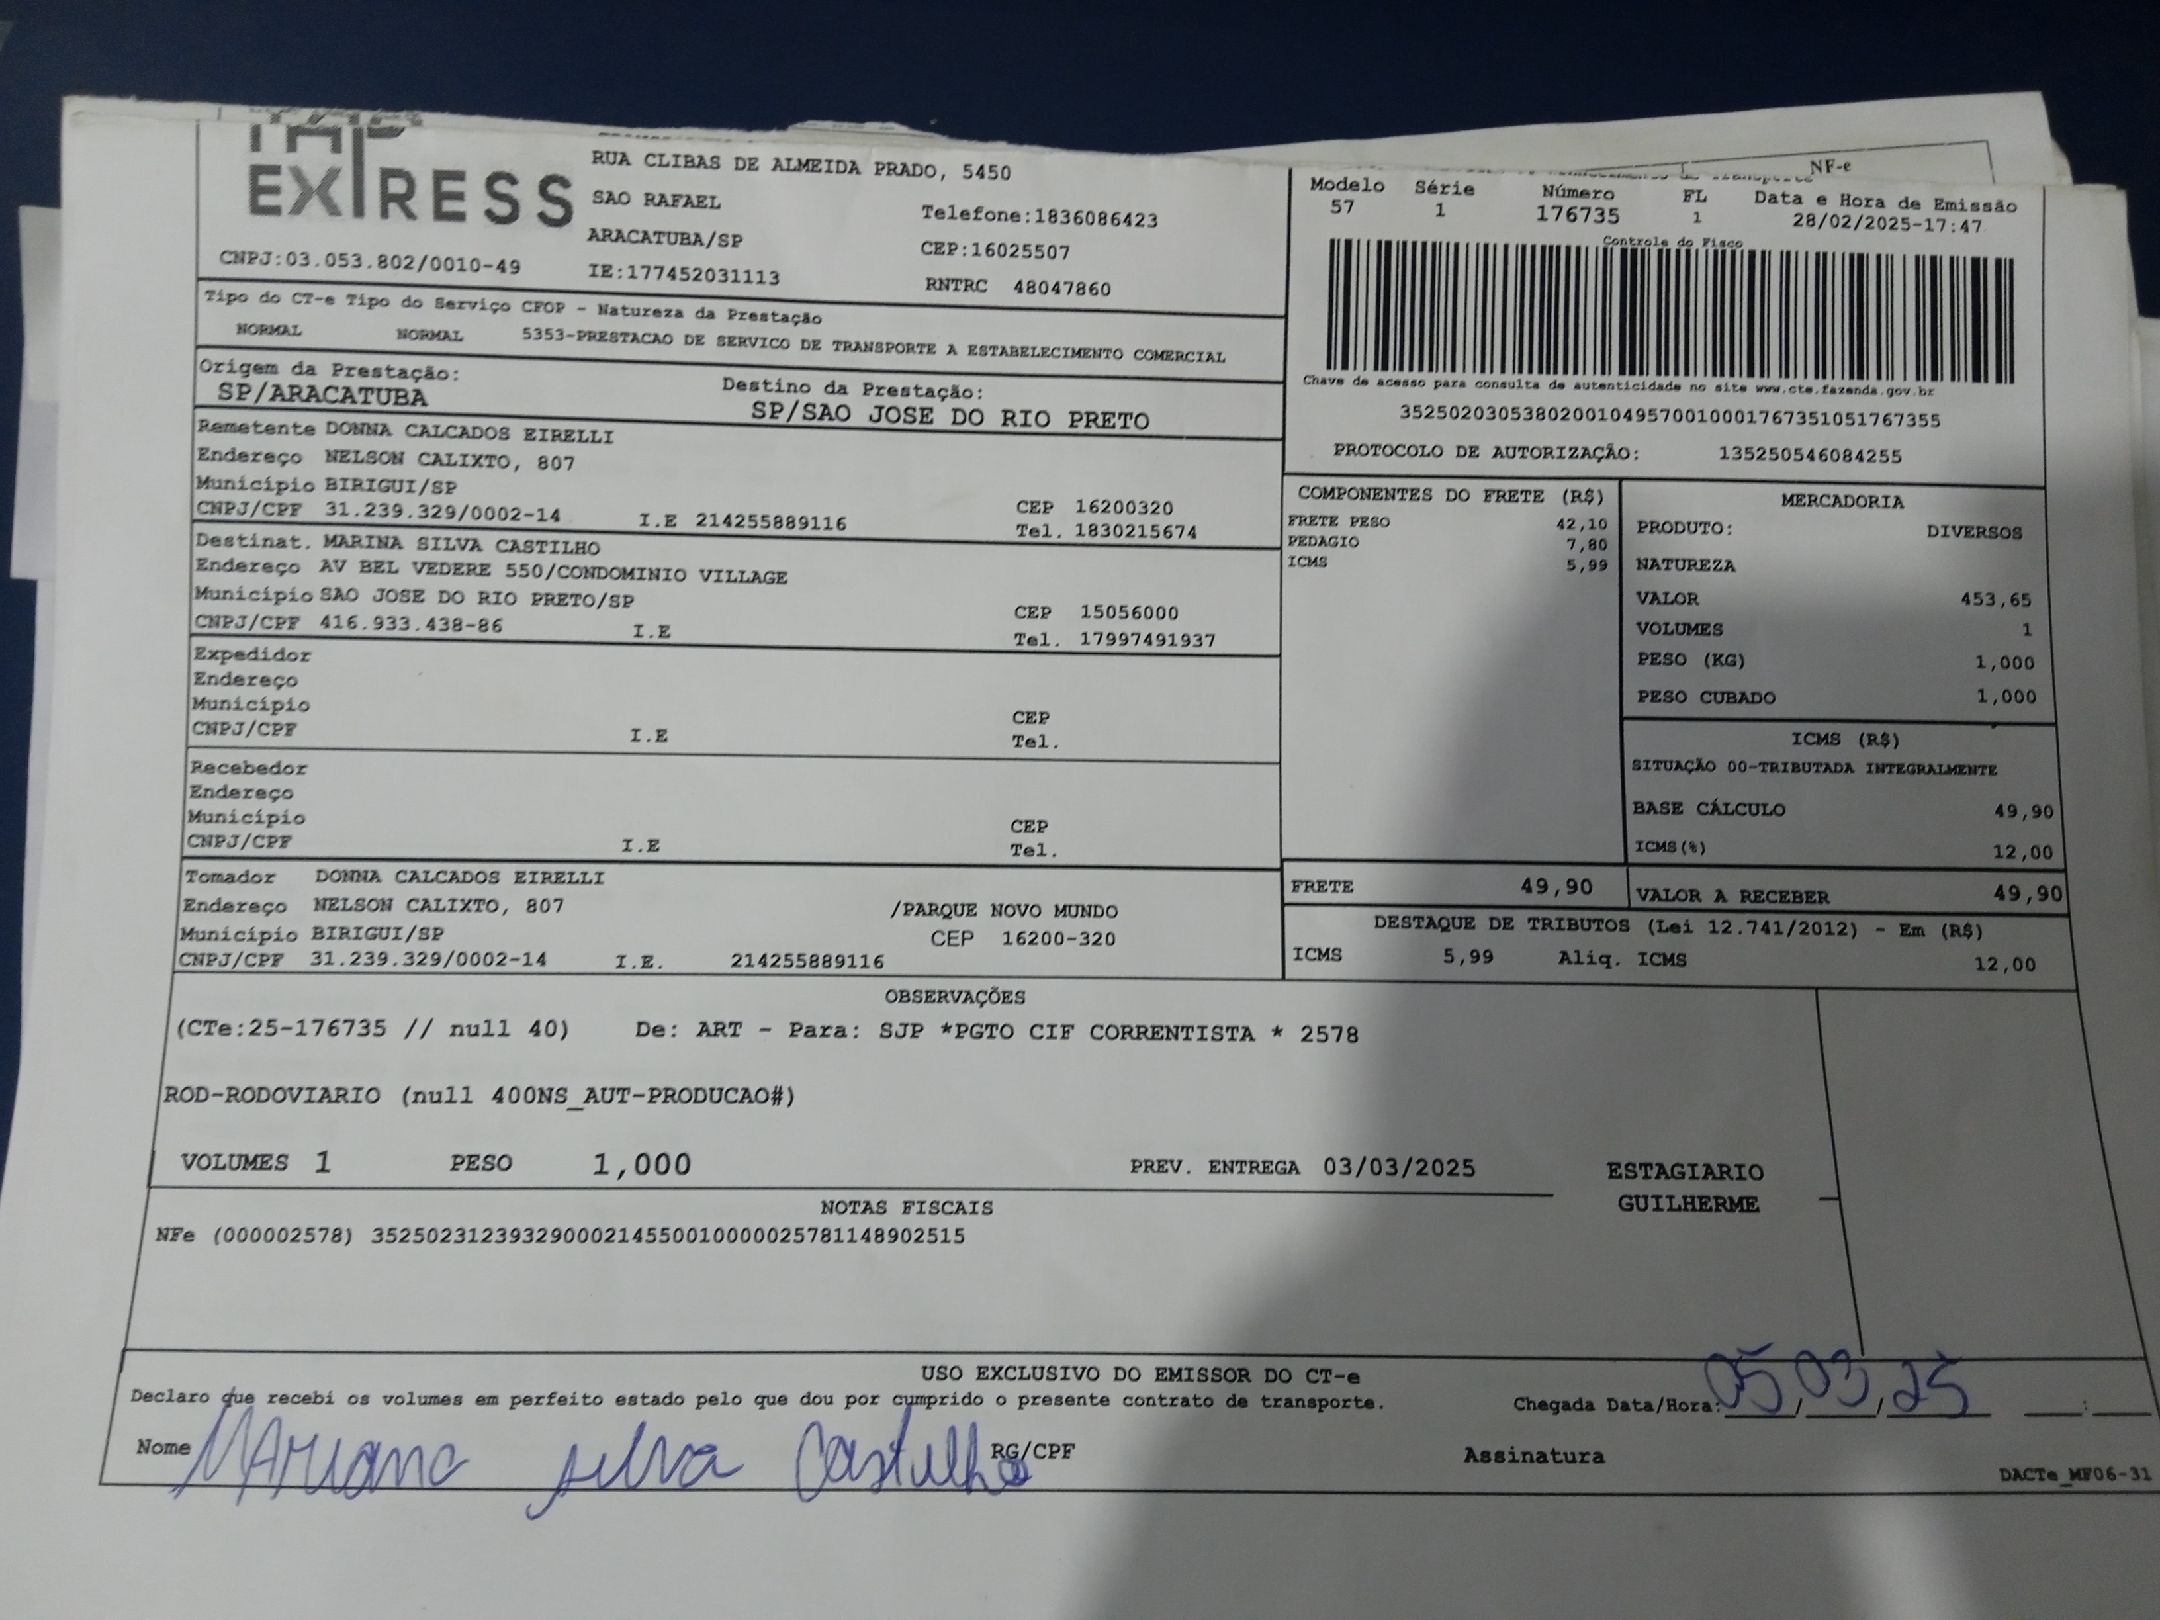 EXPRESS
RUA CLIBAS DE ALMEIDA PRADO, 5450
SAO RAFAEL
Telefone:1836086423
ARACATUBA/SP
CEP:16025507
CNPJ:03.053.802/0010-49
IE:177452031113
RNTRC 48047860
NF-e
Modelo Série Número FL Data e Hora de Emissão
57 1 176735 1 28/02/2025-17:47
Controle do Fisco
Chave de acesso para consulta de autenticidade no site www.cte.fazenda.gov.br
35250203053802001049570010001767351051767355
PROTOCOLO DE AUTORIZAÇÃO: 135250546084255
Tipo do CT-e Tipo do Serviço CFOP - Natureza da Prestação
NORMAL NORMAL 5353-PRESTACAO DE SERVICO DE TRANSPORTE A ESTABELECIMENTO COMERCIAL
Origem da Prestação: Destino da Prestação:
SP/ARACATUBA SP/SAO JOSE DO RIO PRETO
Remetente DONNA CALCADOS EIRELLI
Endereço NELSON CALIXTO, 807
Município BIRIGUI/SP CEP 16200320
CNPJ/CPF 31.239.329/0002-14 I.E 214255889116 Tel. 1830215674
Destinat. MARINA SILVA CASTILHO
Endereço AV BEL VEDERE 550/CONDOMINIO VILLAGE
Município SAO JOSE DO RIO PRETO/SP CEP 15056000
CNPJ/CPF 416.933.438-86 I.E Tel. 17997491937
Expedidor
Endereço
Município CEP
CNPJ/CPF I.E Tel.
Recebedor
Endereço
Município CEP
CNPJ/CPF I.E Tel.
Tomador DONNA CALCADOS EIRELLI
Endereço NELSON CALIXTO, 807 /PARQUE NOVO MUNDO
Município BIRIGUI/SP CEP 16200-320
CNPJ/CPF 31.239.329/0002-14 I.E. 214255889116
COMPONENTES DO FRETE (R$)
FRETE PESO 42,10
PEDAGIO 7,80
ICMS 5,99
MERCADORIA
PRODUTO: DIVERSOS
NATUREZA
VALOR 453,65
VOLUMES 1
PESO (KG) 1,000
PESO CUBADO 1,000
ICMS (R$)
SITUAÇÃO 00-TRIBUTADA INTEGRALMENTE
BASE CÁLCULO 49,90
ICMS(%) 12,00
FRETE 49,90 VALOR A RECEBER 49,90
DESTAQUE DE TRIBUTOS (Lei 12.741/2012) - Em (R$)
ICMS 5,99 Aliq. ICMS 12,00
OBSERVAÇÕES
(CTe:25-176735 // null 40) De: ART - Para: SJP *PGTO CIF CORRENTISTA * 2578
ROD-RODOVIARIO (null 400NS_AUT-PRODUCAO#)
VOLUMES 1 PESO 1,000 PREV. ENTREGA 03/03/2025 ESTAGIARIO
GUILHERME
NOTAS FISCAIS
NFe (000002578) 35250231239329000214550010000025781148902515
USO EXCLUSIVO DO EMISSOR DO CT-e
Declaro que recebi os volumes em perfeito estado pelo que dou por cumprido o presente contrato de transporte. Chegada Data/Hora: 05/03/25 :
Nome Mariana silva Castilho RG/CPF Assinatura
DACTe_MF06-31